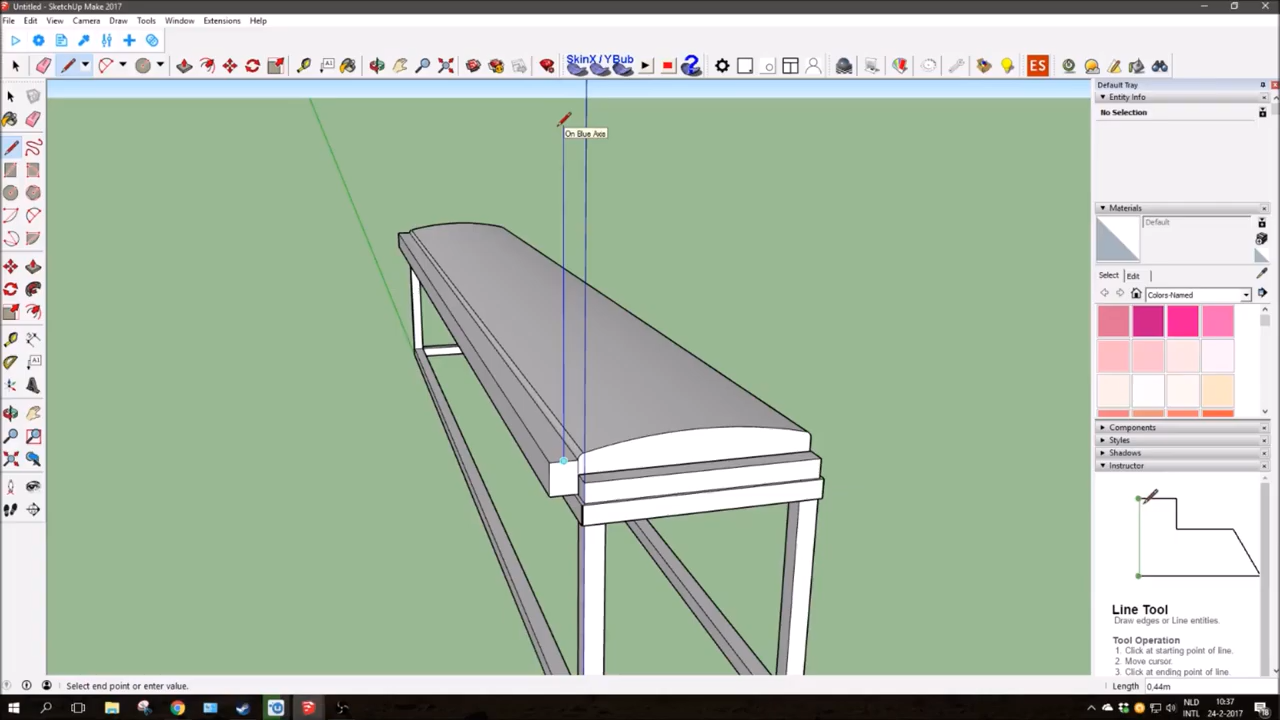 Untitled - SketchUp Make 2017
File Edit View Camera Draw Tools Window Extensions Help
SkinX / YBub
ES
Default Tray
Entity Info
No Selection
On Blue Axis
Materials
Default
Select Edit
Colors-Named
Components
Styles
Shadows
Instructor
Line Tool
Draw edges or Line entities.
Tool Operation
1. Click at starting point of line.
2. Move cursor.
3. Click at ending point of line.
Select end point or enter value.
Length 0,44m
NLD
INTL
10:37
24-2-2017